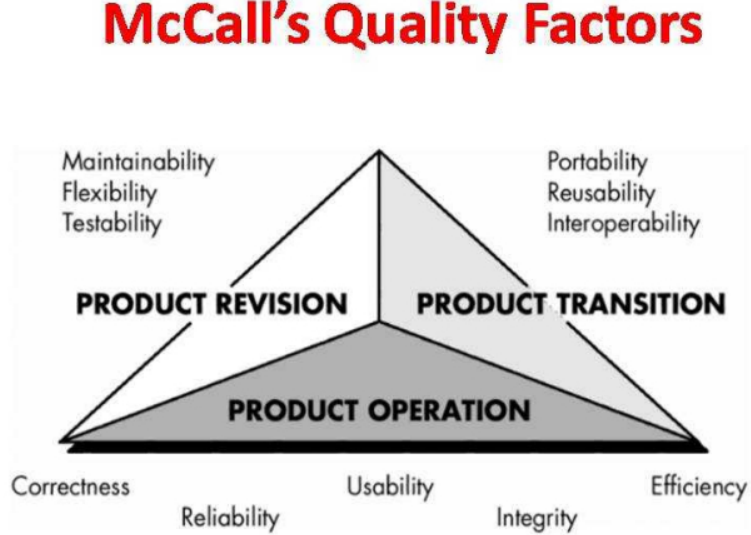 McCall's Quality Factors
Maintainability
Flexibility
Testability
Portability
Reusability
Interoperability
PRODUCT REVISION
PRODUCT TRANSITION
PRODUCT OPERATION
Correctness
Usability
Efficiency
Reliability
Integrity